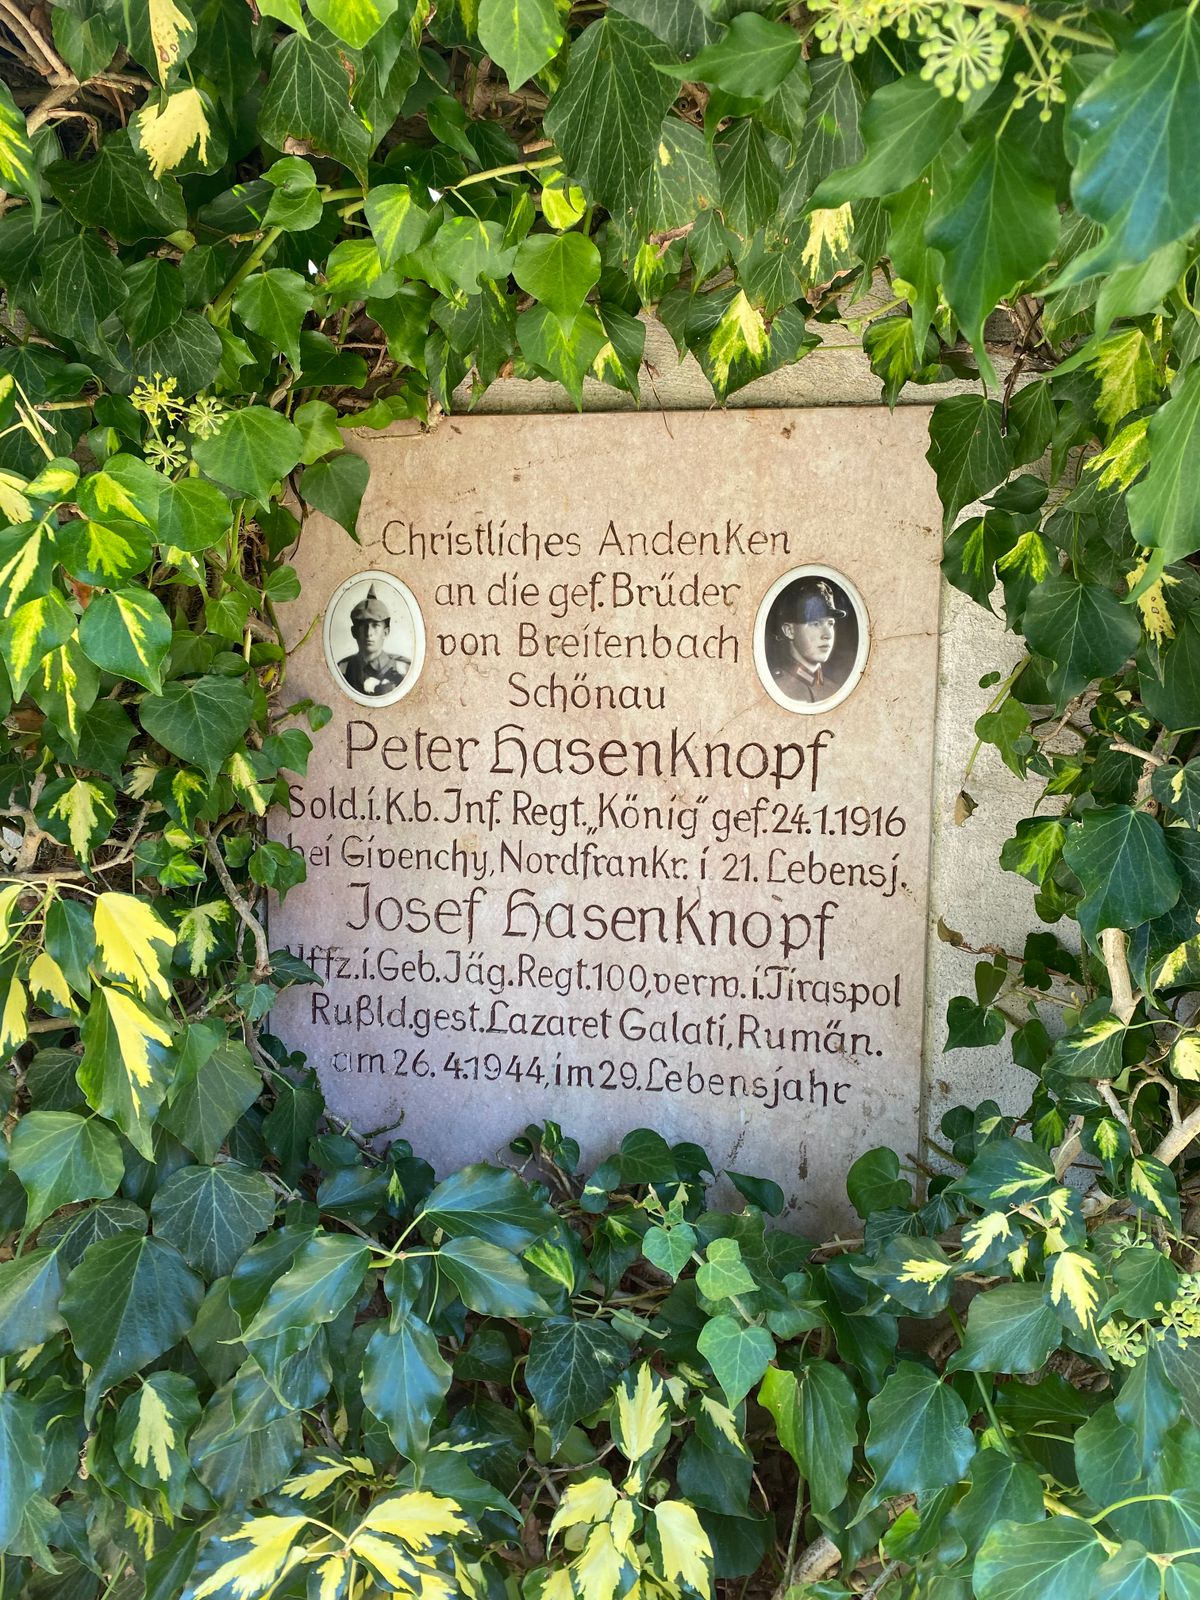 Christliches Andenken
an die gef. Brüder
von Breitenbach
Schönau
Peter Hasenknopf
Sold.i.K.b.Inf. Regt. „König" gef.24.1.1916
bei Givenchy, Nordfrankr. i 21. Lebensj.
Josef Hasenknopf
Uffz.i.Geb.Jäg.Regt.100,verw.i.Tiraspol
Rußld.gest.Lazaret Galati, Rumän.
am 26.4.1944, im 29.Lebensjahr